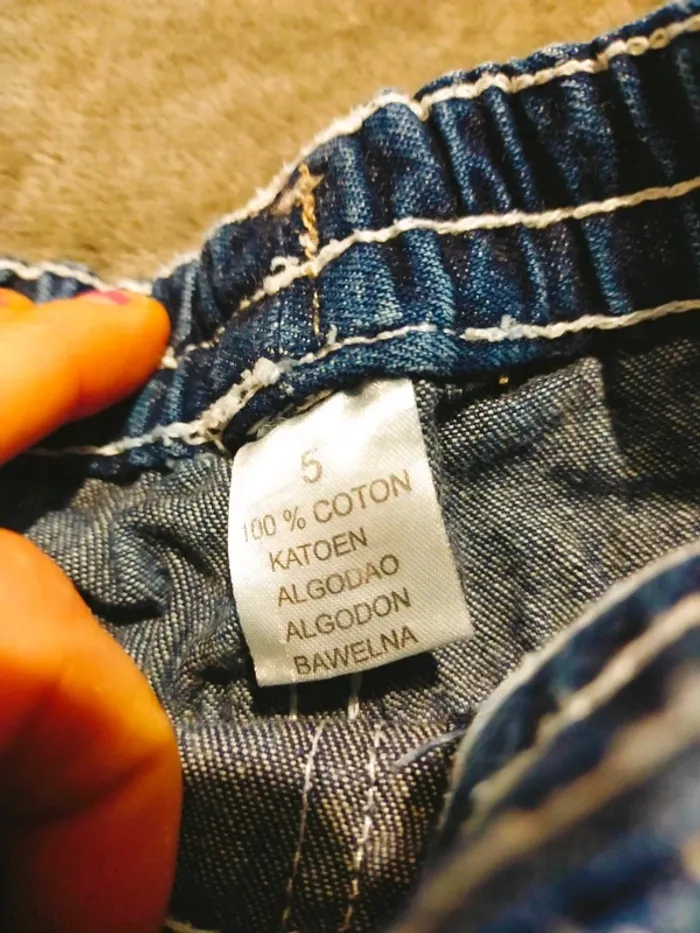 5
100 % COTON
KATOEN
ALGODAO
ALGODON
BAWELNA